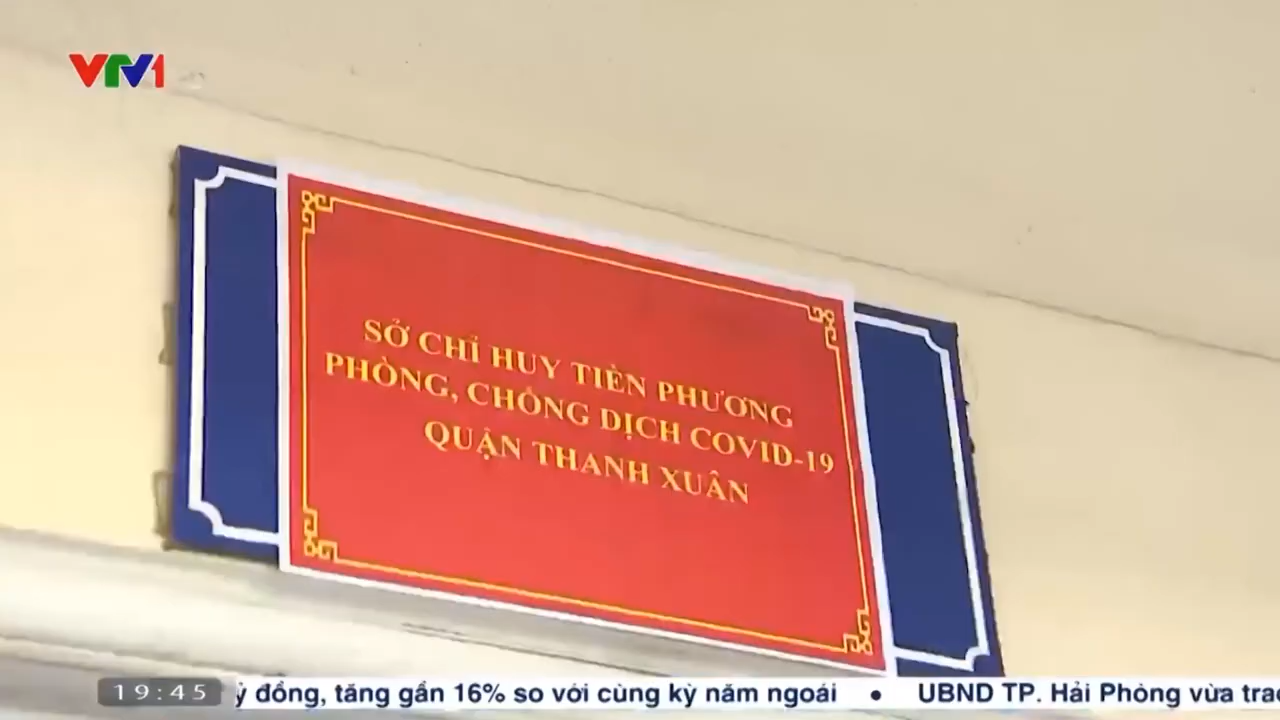 VTV1
SỞ CHỈ HUY TIỀN PHƯƠNG
PHÒNG, CHỐNG DỊCH COVID-19
QUẬN THANH XUÂN
19:45
ỷ đồng, tăng gần 16% so với cùng kỳ năm ngoái • UBND TP. Hải Phòng vừa